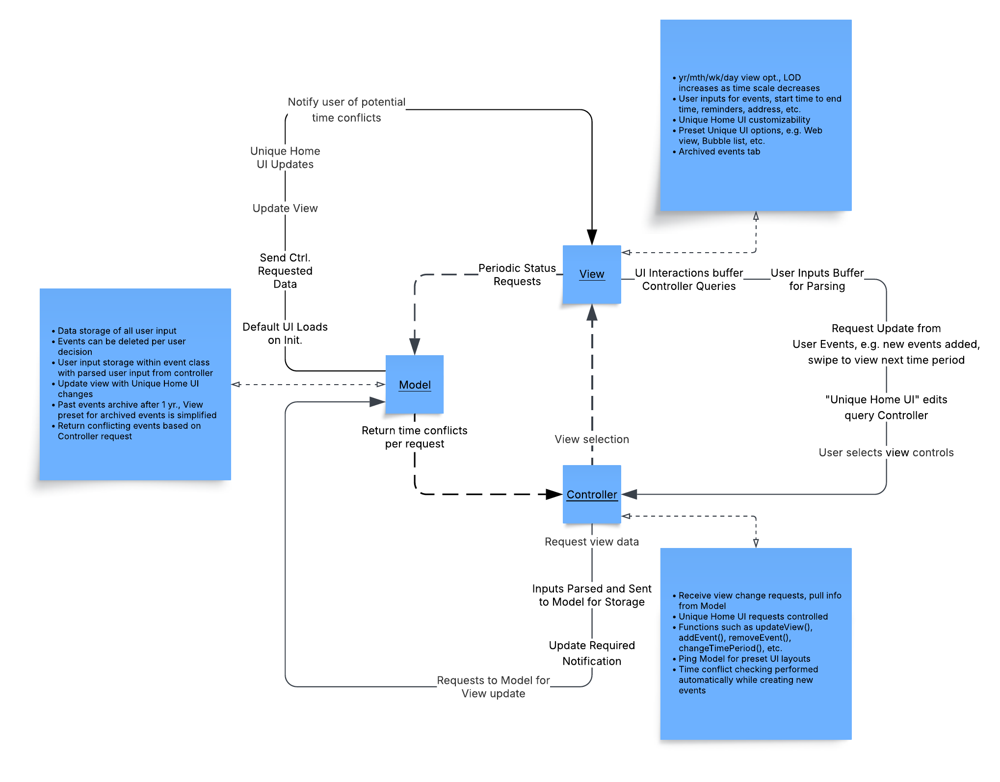 • yr/mth/wk/day view opt., LOD
increases as time scale decreases
• User inputs for events, start time to end
time, reminders, address, etc.
• Unique Home UI customizability
• Preset Unique UI options, e.g. Web
view, Bubble list, etc.
• Archived events tab
Notify user of potential
time conflicts
Unique Home
UI Updates
Update View
Send Ctrl.
Requested
Data
Default UI Loads
on Init.
Periodic Status
Requests
View
UI Interactions buffer
Controller Queries
User Inputs Buffer
for Parsing
Request Update from
User Events, e.g. new events added,
swipe to view next time period
"Unique Home UI" edits
query Controller
User selects view controls
• Data storage of all user input
• Events can be deleted per user
decision
• User input storage within event class
with parsed user input from controller
• Update view with Unique Home UI
changes
• Past events archive after 1 yr., View
preset for archived events is simplified
• Return conflicting events based on
Controller request
Model
Return time conflicts
per request
View selection
Controller
Request view data
Inputs Parsed and Sent
to Model for Storage
Update Required
Notification
Requests to Model for
View update
• Receive view change requests, pull info
from Model
• Unique Home UI requests controlled
• Functions such as updateView(),
addEvent(), removeEvent(),
changeTimePeriod(), etc.
• Ping Model for preset UI layouts
• Time conflict checking performed
automatically while creating new
events